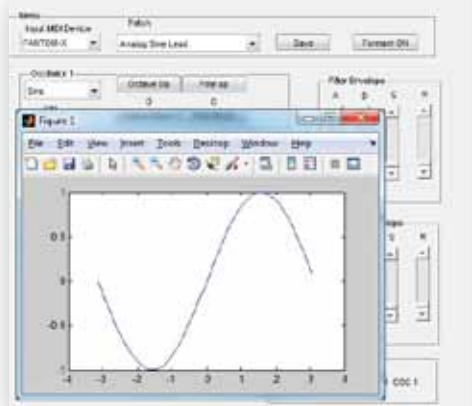 Input MIDI Device
Patch
FANTOM-X
Analog Sine Lead
Save
Formant ON
Oscillator 1
Sine
Octave Up
Fine up
0
0
Filter Envelope
A D S R
Figure 1
File Edit View Insert Tools Desktop Window Help
1
0.5
0
-0.5
-1
-4 -3 -2 -1 0 1 2 3 4
S R
OSC 1